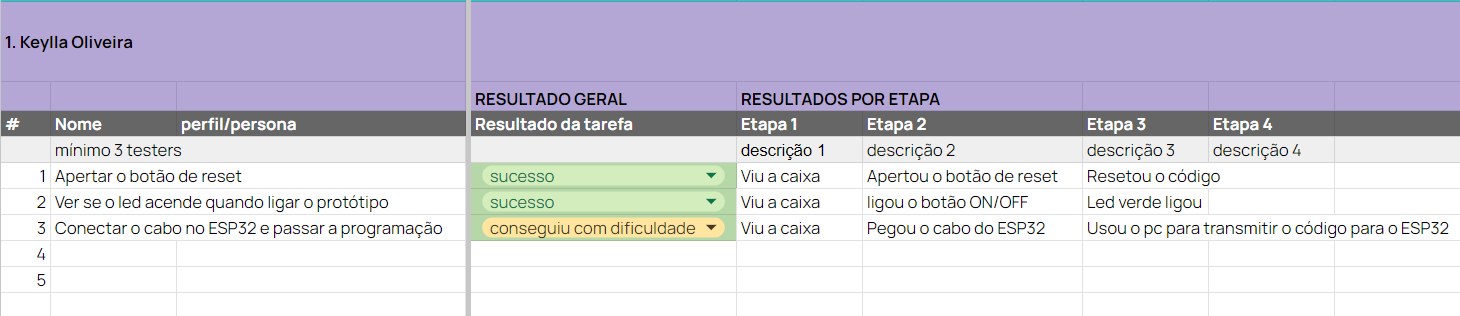 1. Keylla Oliveira
RESULTADO GERAL RESULTADOS POR ETAPA
# Nome perfil/persona Resultado da tarefa Etapa 1 Etapa 2 Etapa 3 Etapa 4
mínimo 3 testers descrição 1 descrição 2 descrição 3 descrição 4
1 Apertar o botão de reset sucesso Viu a caixa Apertou o botão de reset Resetou o código
2 Ver se o led acende quando ligar o protótipo sucesso Viu a caixa ligou o botão ON/OFF Led verde ligou
3 Conectar o cabo no ESP32 e passar a programação conseguiu com dificuldade Viu a caixa Pegou o cabo do ESP32 Usou o pc para transmitir o código para o ESP32
4
5